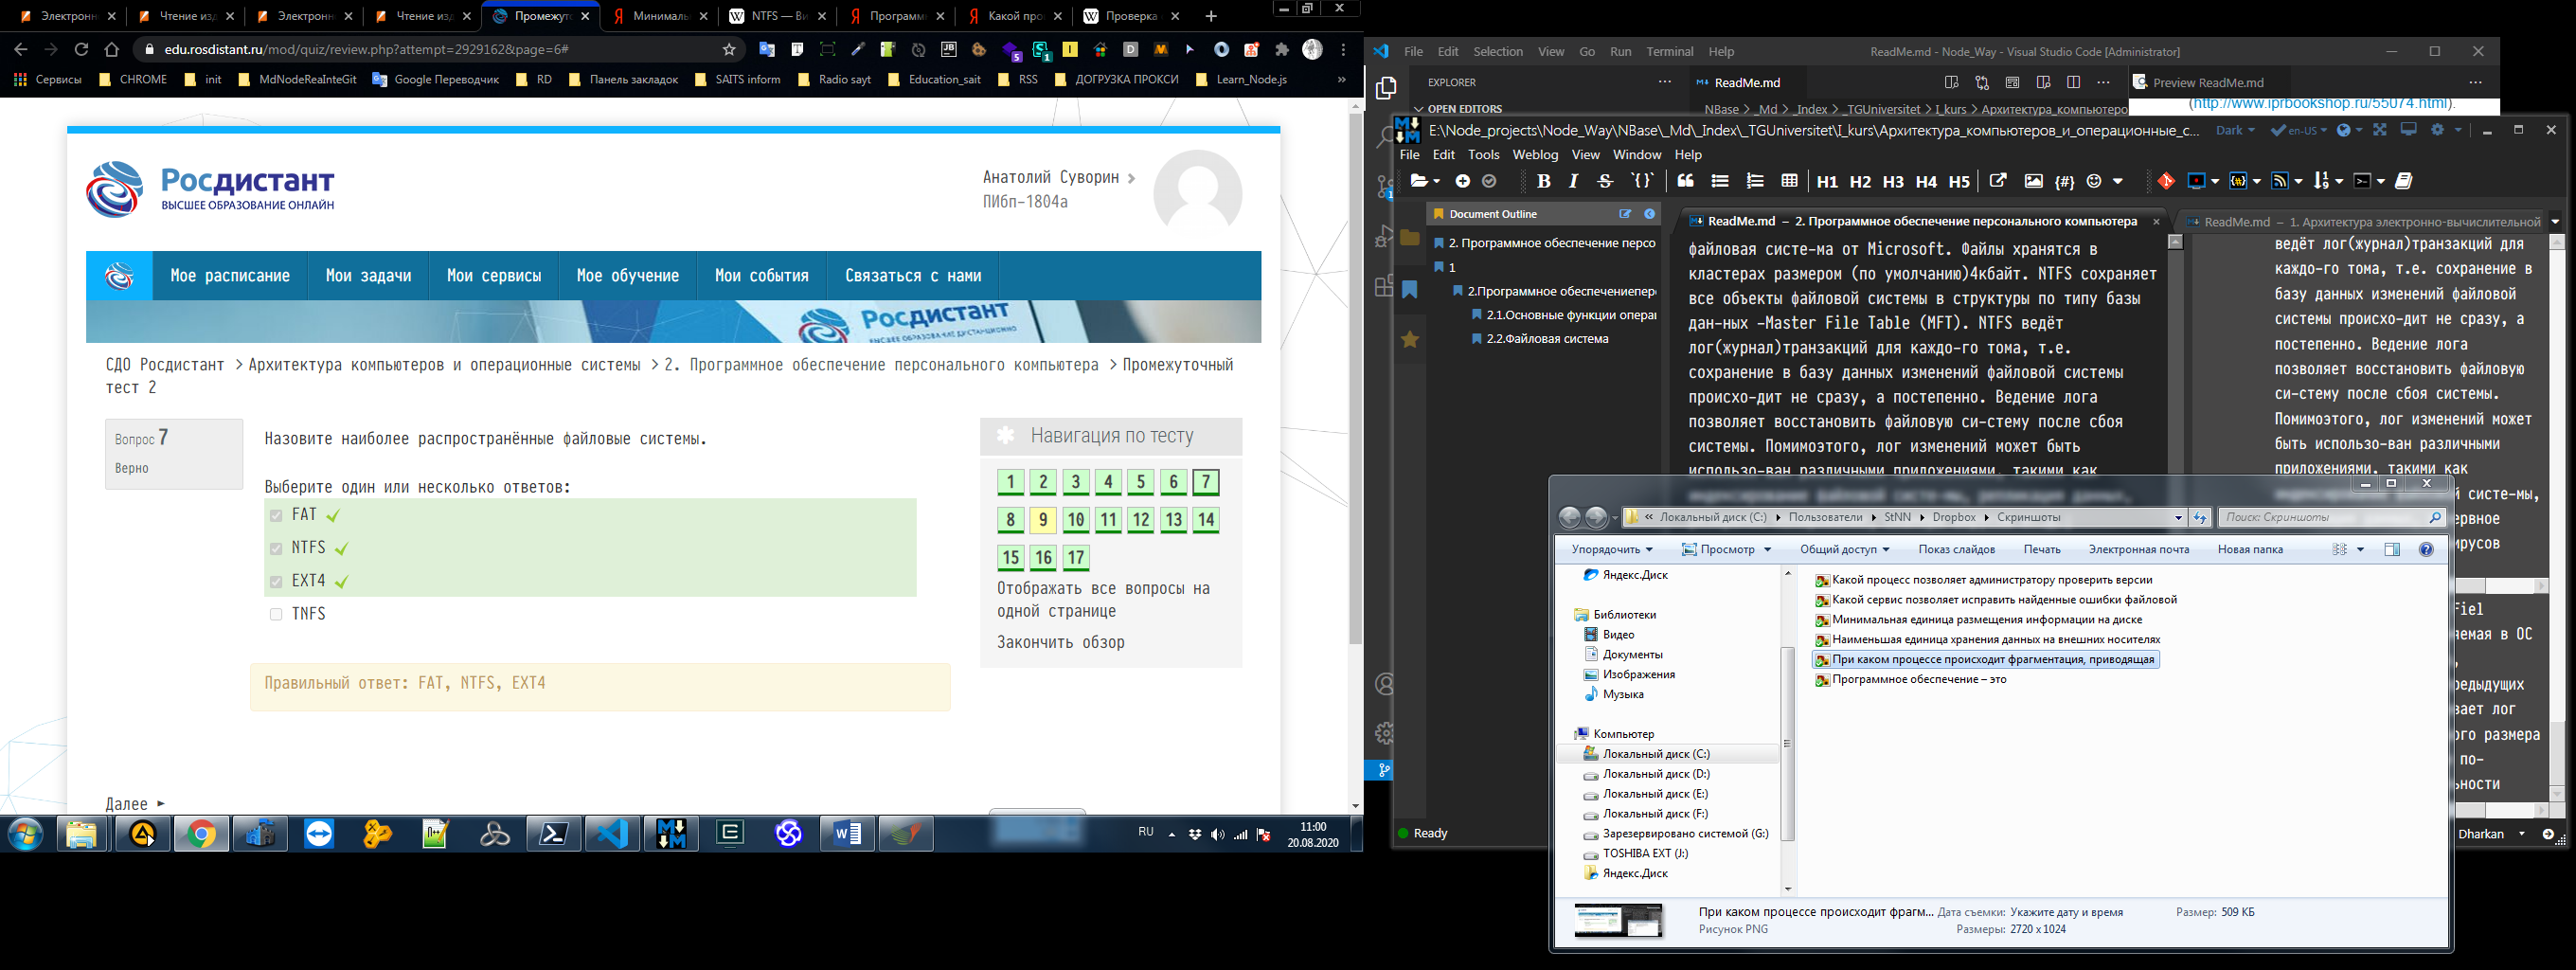 Электронн
Чтение изд
Электронн
Чтение изд
Промежуто
Минималь
NTFS — Ви
Программ
Какой про
Проверка
edu.rosdistant.ru/mod/quiz/review.php?attempt=2929162&page=6#
Сервисы CHROME init MdNodeReaInteGit Google Переводчик RD Панель закладок SAITS inform Radio sayt Education_sait RSS ДОГРУЗКА ПРОКСИ Learn_Node.js »
Росдистант
ВЫСШЕЕ ОБРАЗОВАНИЕ ОНЛАЙН
Анатолий Суворин
ПИбп-1804а
Мое расписание Мои задачи Мои сервисы Мое обучение Мои события Связаться с нами
Росдистант
СДО Росдистант > Архитектура компьютеров и операционные системы > 2. Программное обеспечение персонального компьютера > Промежуточный
тест 2
Вопрос 7
Верно
Назовите наиболее распространённые файловые системы.
Выберите один или несколько ответов:
FAT
NTFS
EXT4
TNFS
Правильный ответ: FAT, NTFS, EXT4
Далее ►
Навигация по тесту
1 2 3 4 5 6 7
8 9 10 11 12 13 14
15 16 17
Отображать все вопросы на
одной странице
Закончить обзор
RU
11:00
20.08.2020
File Edit Selection View Go Run Terminal Help
ReadMe.md - Node_Way - Visual Studio Code [Administrator]
EXPLORER
OPEN EDITORS
ReadMe.md
Preview ReadMe.md
NBase > _Md > _Index > _TGUniversitet > I_kurs > Архитектура_компьютеро
(http://www.iprbookshop.ru/55074.html).
E:\Node_projects\Node_Way\NBase\_Md\_Index\_TGUniversitet\I_kurs\Архитектура_компьютеров_и_операционные_с...
Dark en-US
File Edit Tools Weblog View Window Help
B I S H1 H2 H3 H4 H5
Document Outline
2. Программное обеспечение персо
1
2.Программное обеспечениепер
2.1.Основные функции опера
2.2.Файловая система
ReadMe.md – 2. Программное обеспечение персонального компьютера
ReadMe.md – 1. Архитектура электронно-вычислительной
файловая систе-ма от Microsoft. Файлы хранятся в
кластерах размером (по умолчанию)4кбайт. NTFS сохраняет
все объекты файловой системы в структуры по типу базы
дан-ных -Master File Table (MFT). NTFS ведёт
лог(журнал)транзакций для каждо-го тома, т.е.
сохранение в базу данных изменений файловой системы
происхо-дит не сразу, а постепенно. Ведение лога
позволяет восстановить файловую си-стему после сбоя
системы. Помимоэтого, лог изменений может быть
использо-ван различными приложениями, такими как
ведёт лог(журнал)транзакций для
каждо-го тома, т.е. сохранение в
базу данных изменений файловой
системы происхо-дит не сразу, а
постепенно. Ведение лога
позволяет восстановить файловую
си-стему после сбоя системы.
Помимоэтого, лог изменений может
быть использо-ван различными
приложениями, такими как
систе-мы,
Ready
Dharkan
« Локальный диск (C:) Пользователи StNN Dropbox Скриншоты
Поиск: Скриншоты
Упорядочить Просмотр Общий доступ Показ слайдов Печать Электронная почта Новая папка
Яндекс.Диск
Библиотеки
Видео
Документы
Изображения
Музыка
Компьютер
Локальный диск (C:)
Локальный диск (D:)
Локальный диск (E:)
Локальный диск (F:)
Зарезервировано системой (G:)
TOSHIBA EXT (J:)
Яндекс.Диск
Какой процесс позволяет администратору проверить версии
Какой сервис позволяет исправить найденные ошибки файловой
Минимальная единица размещения информации на диске
Наименьшая единица хранения данных на внешних носителях
При каком процессе происходит фрагментация, приводящая
Программное обеспечение – это
При каком процессе происходит фрагм... Дата съемки: Укажите дату и время Размер: 509 КБ
Рисунок PNG Размеры: 2720 x 1024